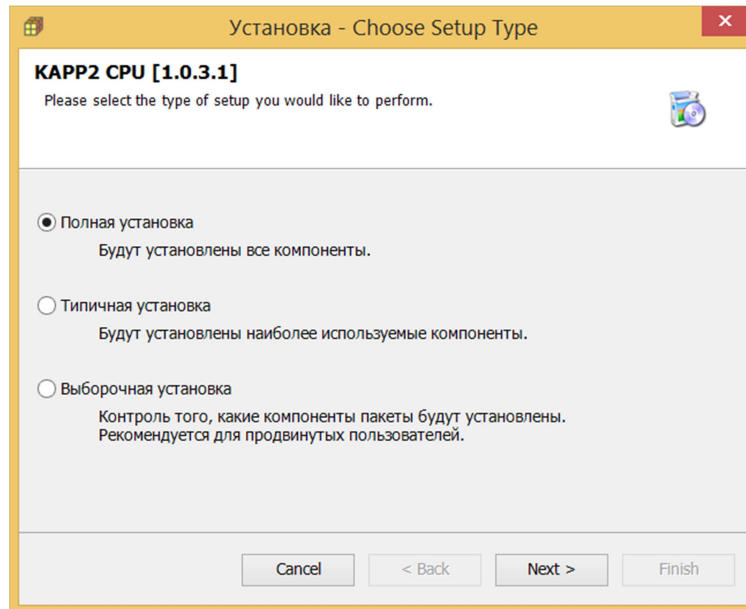 Установка - Choose Setup Type
KAPP2 CPU [1.0.3.1]
Please select the type of setup you would like to perform.
Полная установка
Будут установлены все компоненты.
Типичная установка
Будут установлены наиболее используемые компоненты.
Выборочная установка
Контроль того, какие компоненты пакеты будут установлены.
Рекомендуется для продвинутых пользователей.
Cancel < Back Next > Finish